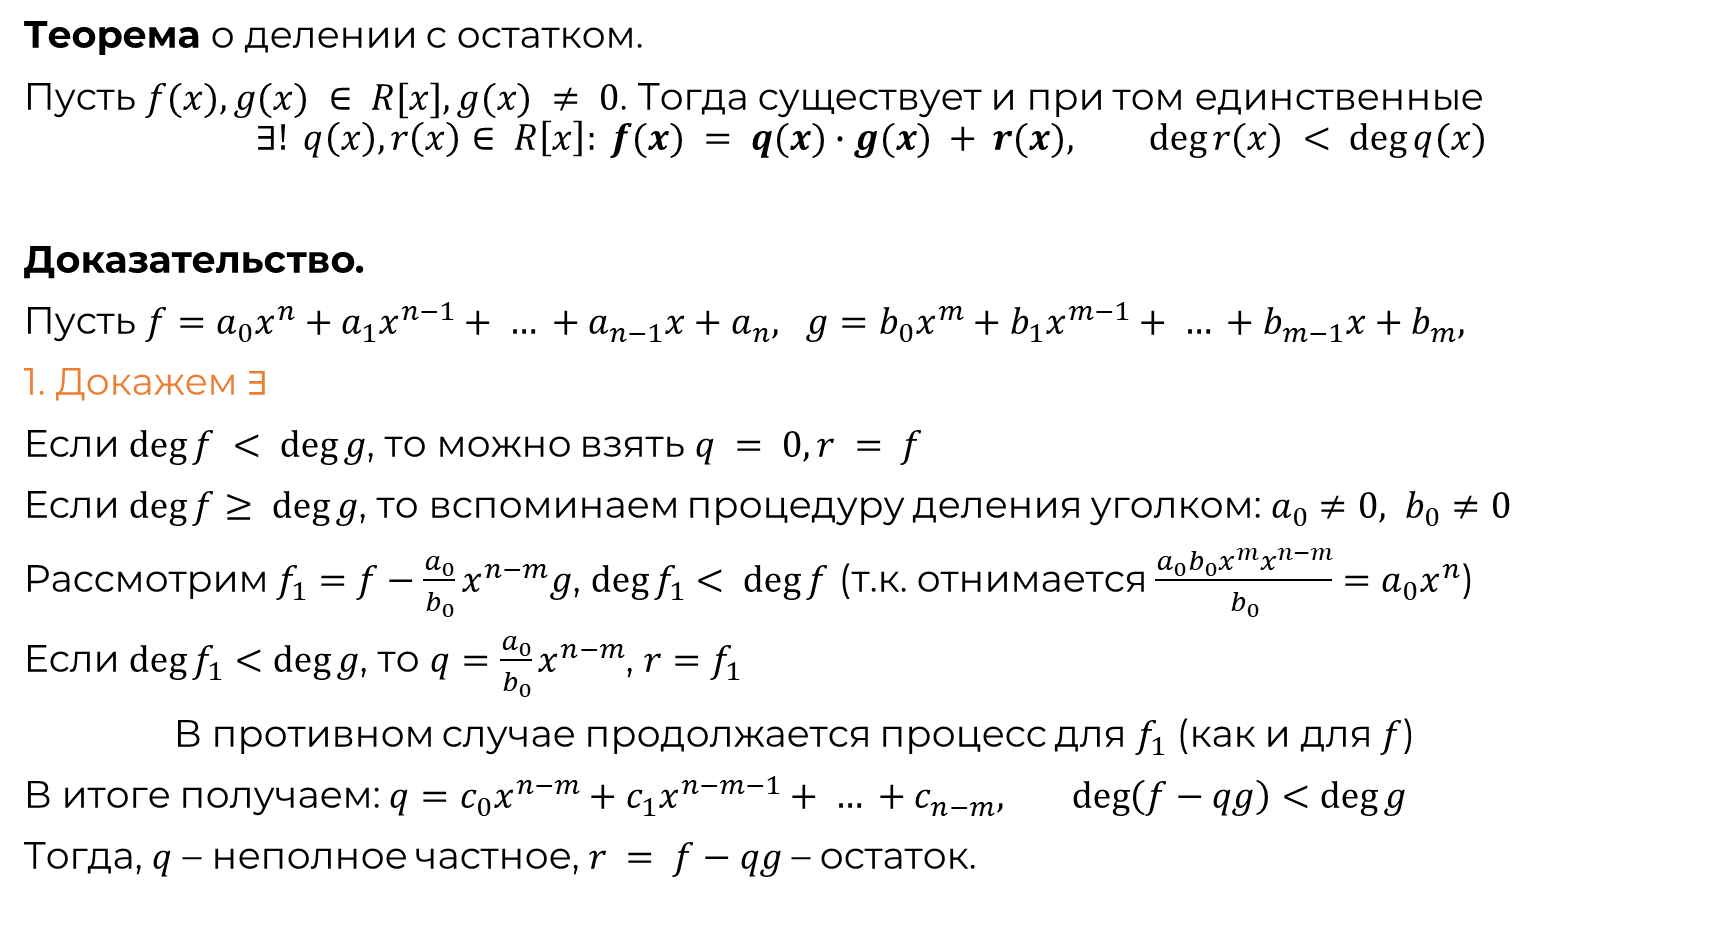 Теорема о делении с остатком.
Пусть f(x), g(x) ∈ R[x], g(x) ≠ 0. Тогда существует и при том единственные
∃! q(x), r(x) ∈ R[x]: f(x) = q(x) · g(x) + r(x), deg r(x) < deg q(x)
Доказательство.
Пусть f = a₀xⁿ + a₁xⁿ⁻¹ + … + aₙ₋₁x + aₙ, g = b₀xᵐ + b₁xᵐ⁻¹ + … + bₘ₋₁x + bₘ,
1. Докажем ∃
Если deg f < deg g, то можно взять q = 0, r = f
Если deg f ≥ deg g, то вспоминаем процедуру деления уголком: a₀ ≠ 0, b₀ ≠ 0
Рассмотрим f₁ = f − a₀/b₀ xⁿ⁻ᵐg, deg f₁ < deg f (т.к. отнимается a₀b₀xᵐxⁿ⁻ᵐ/b₀ = a₀xⁿ)
Если deg f₁ < deg g, то q = a₀/b₀ xⁿ⁻ᵐ, r = f₁
В противном случае продолжается процесс для f₁ (как и для f)
В итоге получаем: q = c₀xⁿ⁻ᵐ + c₁xⁿ⁻ᵐ⁻¹ + … + cₙ₋ₘ, deg(f − qg) < deg g
Тогда, q – неполное частное, r = f − qg – остаток.